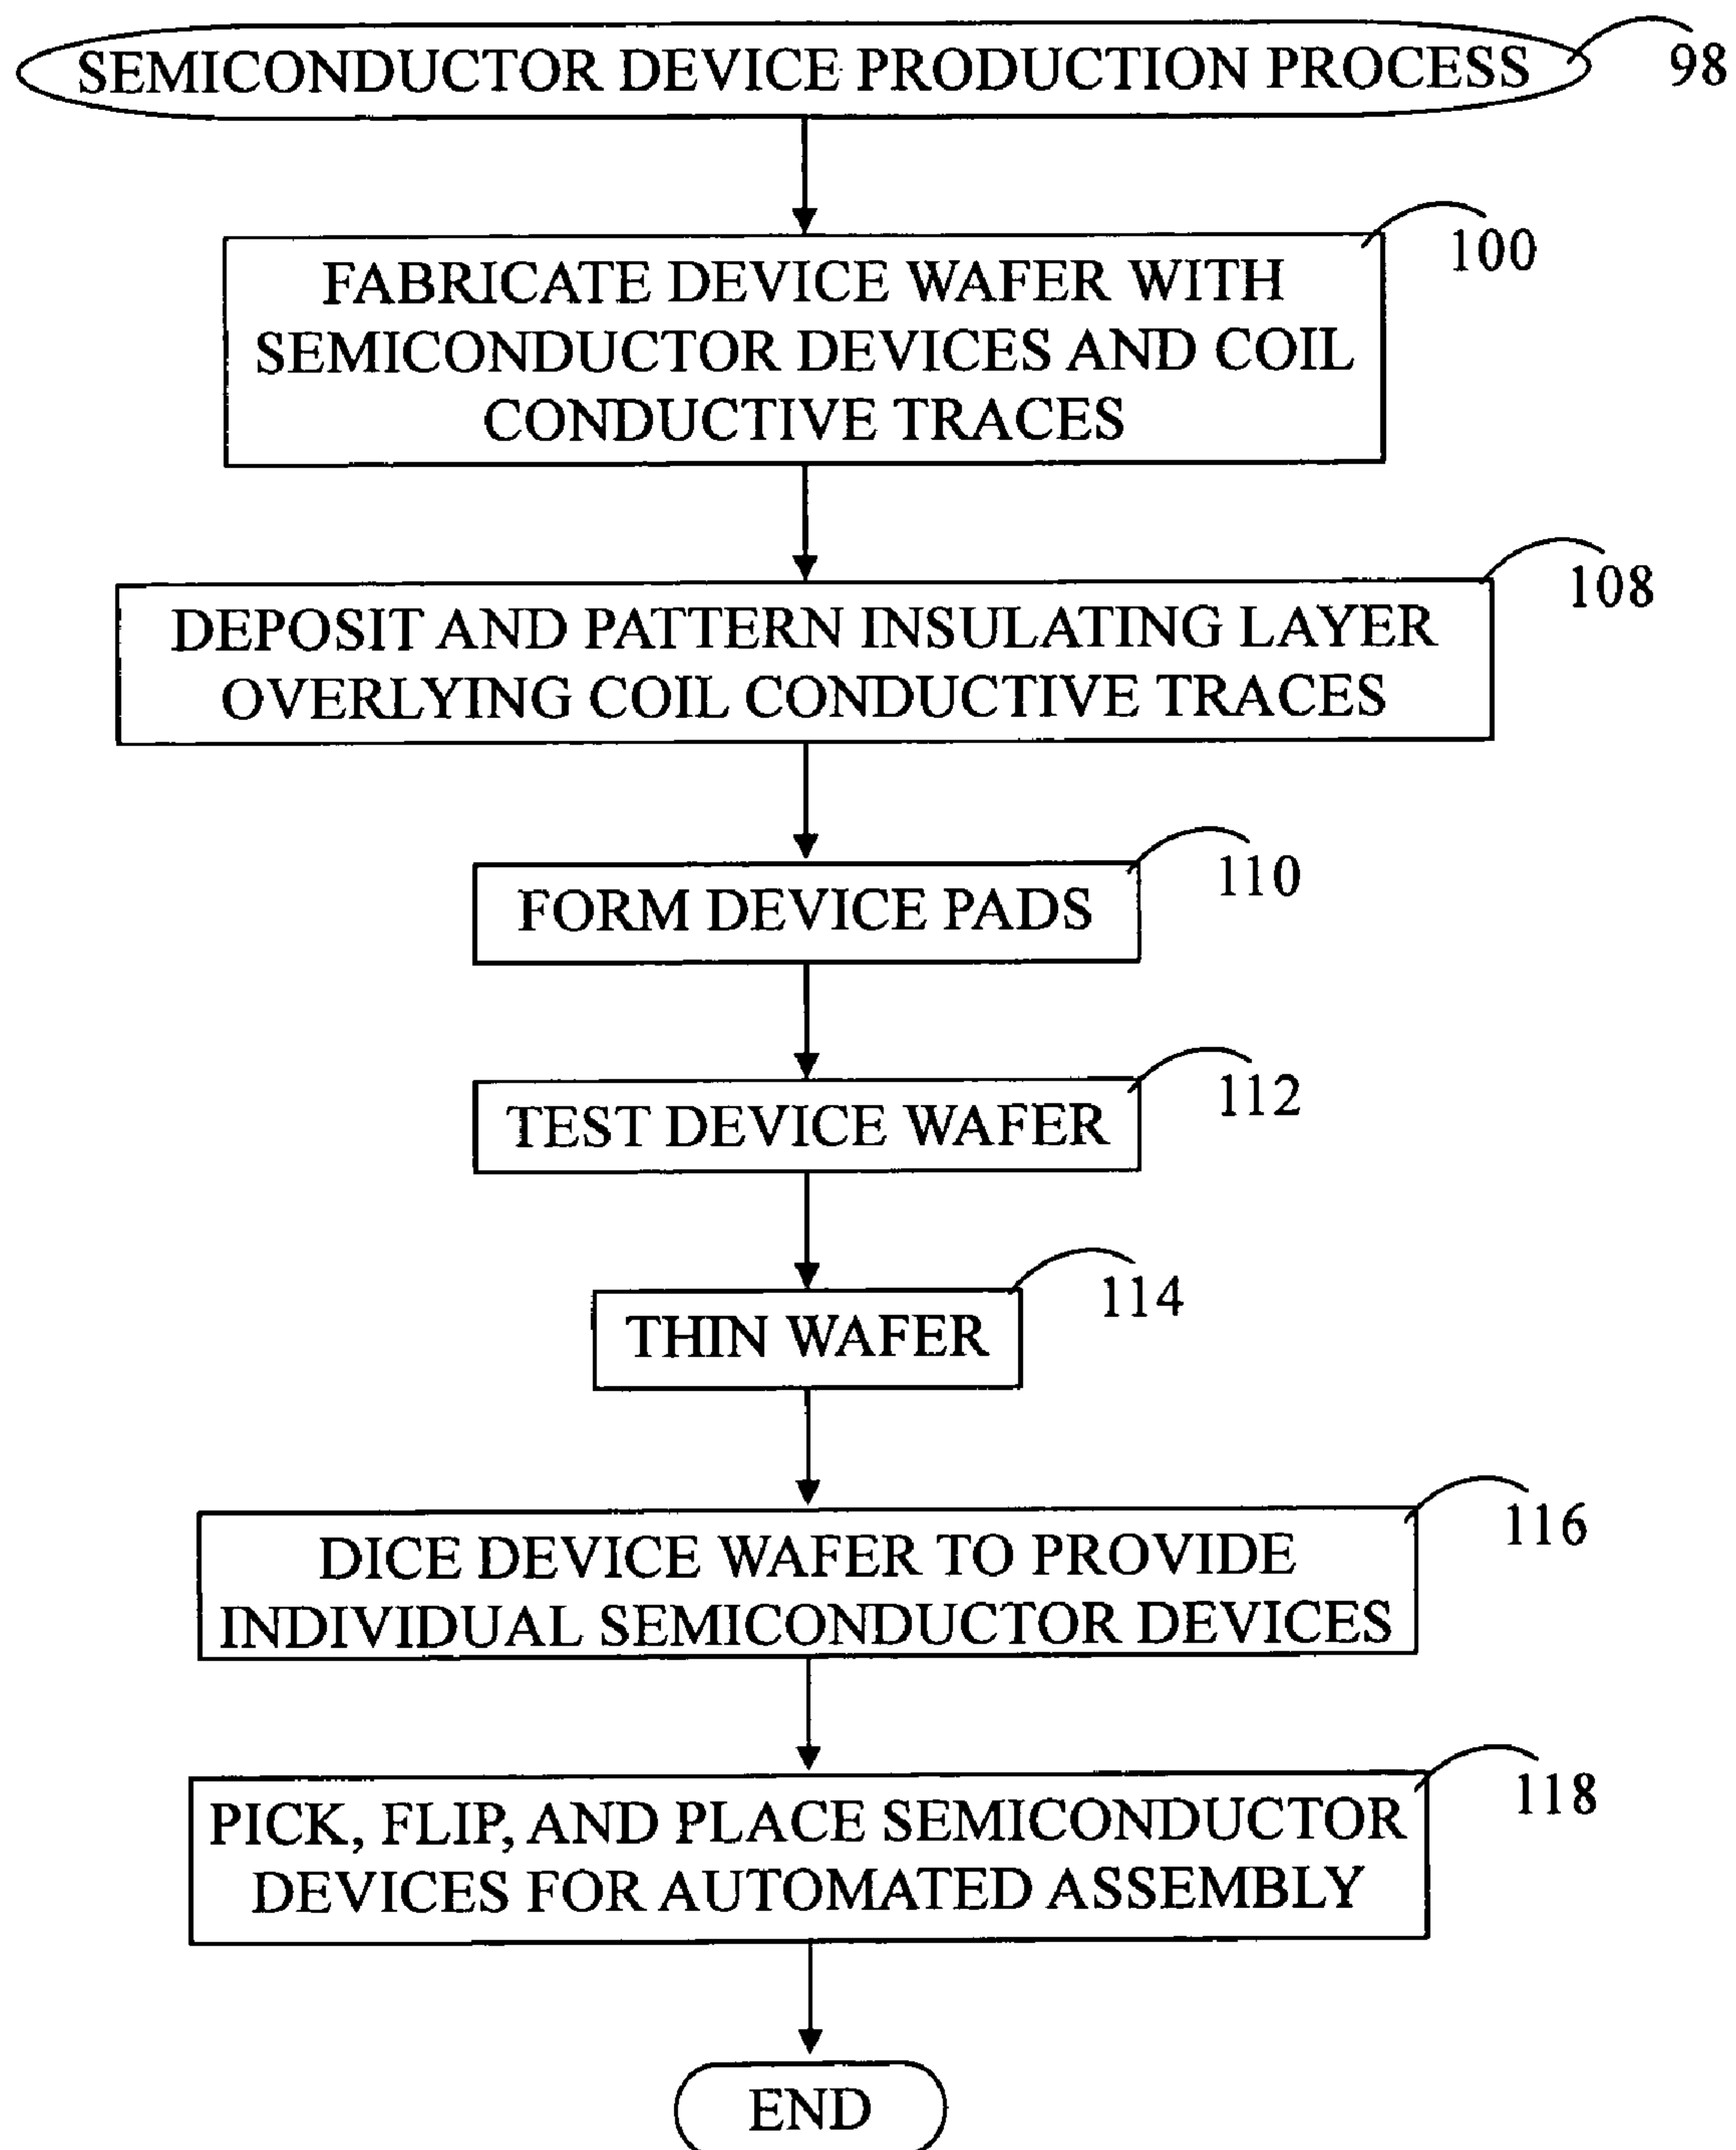 SEMICONDUCTOR DEVICE PRODUCTION PROCESS
98
100
FABRICATE DEVICE WAFER WITH
SEMICONDUCTOR DEVICES AND COIL
CONDUCTIVE TRACES
108
DEPOSIT AND PATTERN INSULATING LAYER
OVERLYING COIL CONDUCTIVE TRACES
110
FORM DEVICE PADS
112
TEST DEVICE WAFER
114
THIN WAFER
116
DICE DEVICE WAFER TO PROVIDE
INDIVIDUAL SEMICONDUCTOR DEVICES
118
PICK, FLIP, AND PLACE SEMICONDUCTOR
DEVICES FOR AUTOMATED ASSEMBLY
END